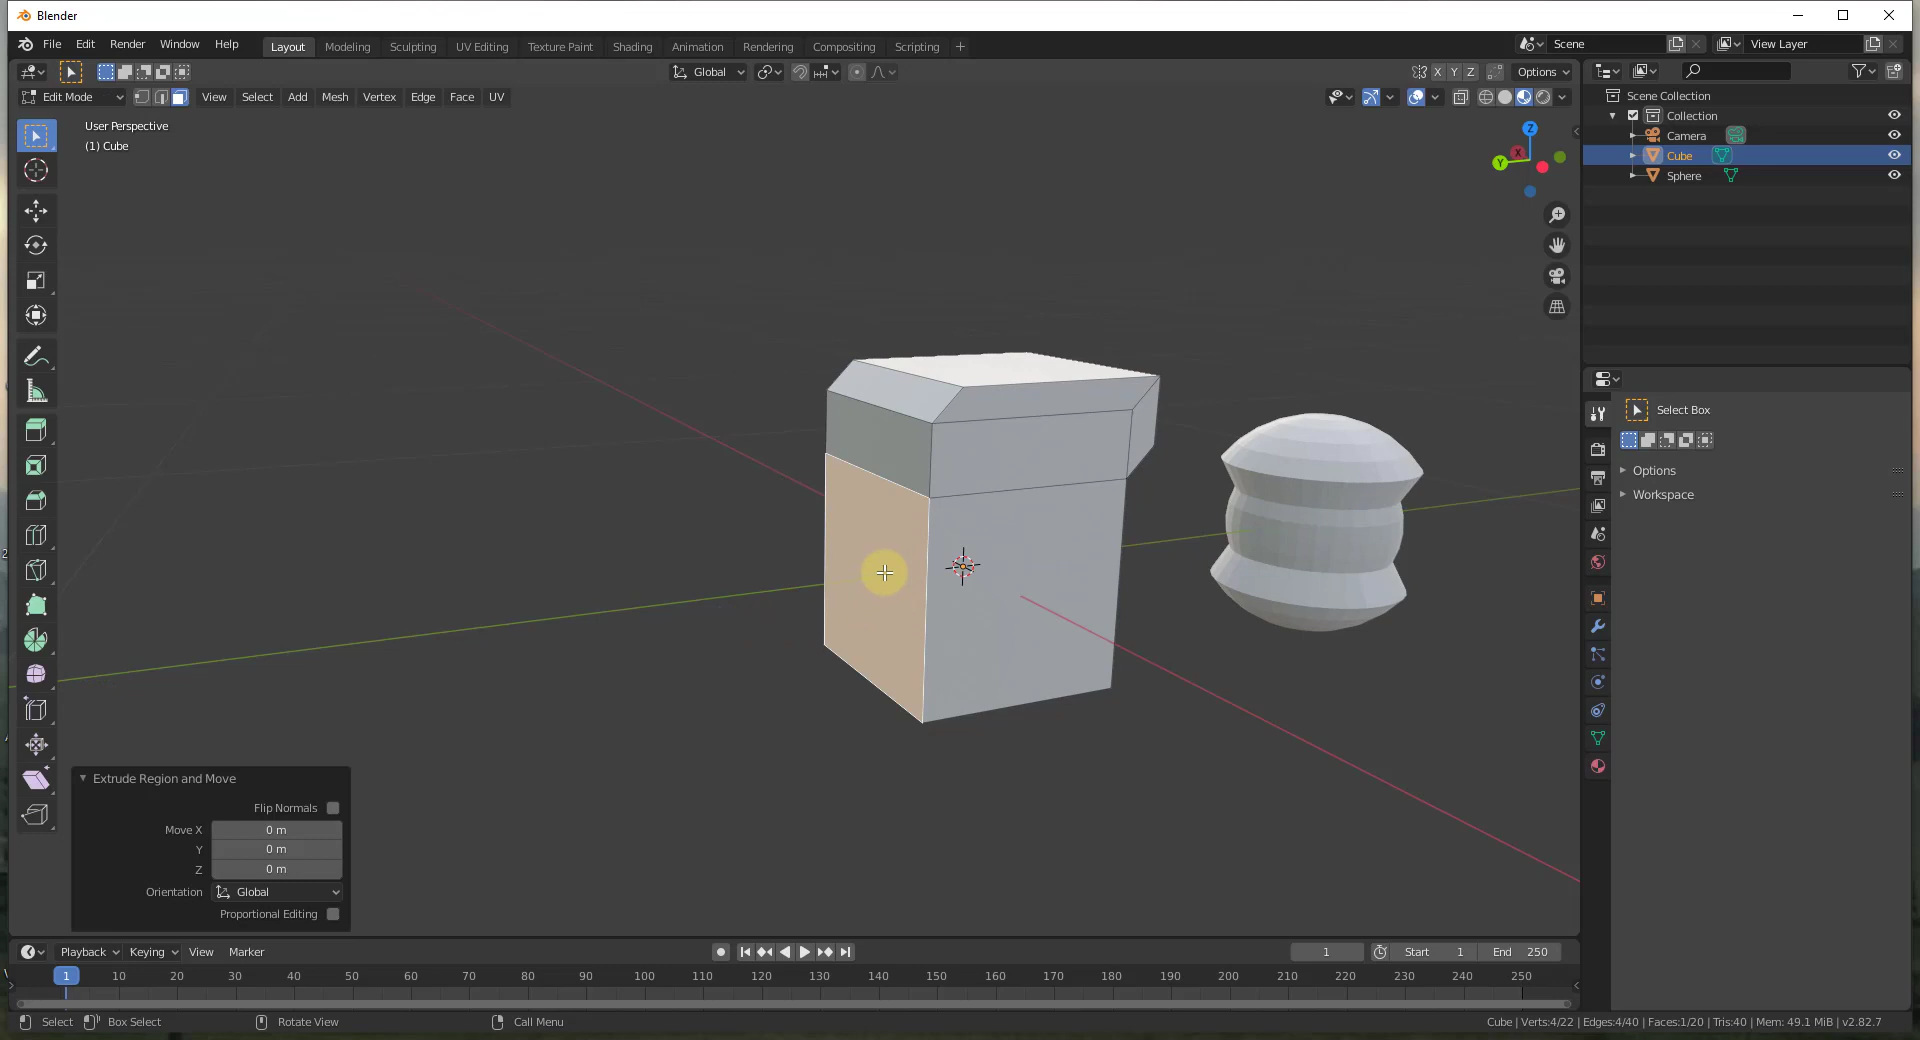 Blender
File Edit Render Window Help
Layout Modeling Sculpting UV Editing Texture Paint Shading Animation Rendering Compositing Scripting +
Scene
View Layer
Global
X Y Z Options
Edit Mode
View Select Add Mesh Vertex Edge Face UV
User Perspective
(1) Cube
Z
Y
X
Scene Collection
Collection
Camera
Cube
Sphere
Select Box
Options
Workspace
Extrude Region and Move
Flip Normals
Move X 0 m
Y 0 m
Z 0 m
Orientation Global
Proportional Editing
Playback Keying View Marker
1 Start 1 End 250
1 10 20 30 40 50 60 70 80 90 100 110 120 130 140 150 160 170 180 190 200 210 220 230 240 250
Select Box Select Rotate View Call Menu
Cube | Verts:4/22 | Edges:4/40 | Faces:1/20 | Tris:40 | Mem: 49.1 MiB | v2.82.7